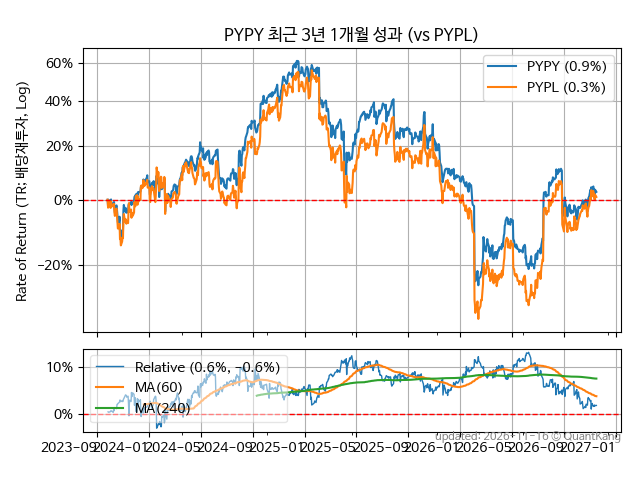 PYPY 최근 3년 1개월 성과 (vs PYPL)
Rate of Return (TR: 배당재투자, Log)
60%
40%
20%
0%
−20%
PYPY (0.9%)
PYPL (0.3%)
10%
0%
Relative (0.6%, −0.6%)
MA(60)
MA(240)
2023-09
2024-01
2024-05
2024-09
2025-01
2025-05
2025-09
2026-01
2026-05
2026-09
2027-01
updated: 2026-11-16 © QuantKang